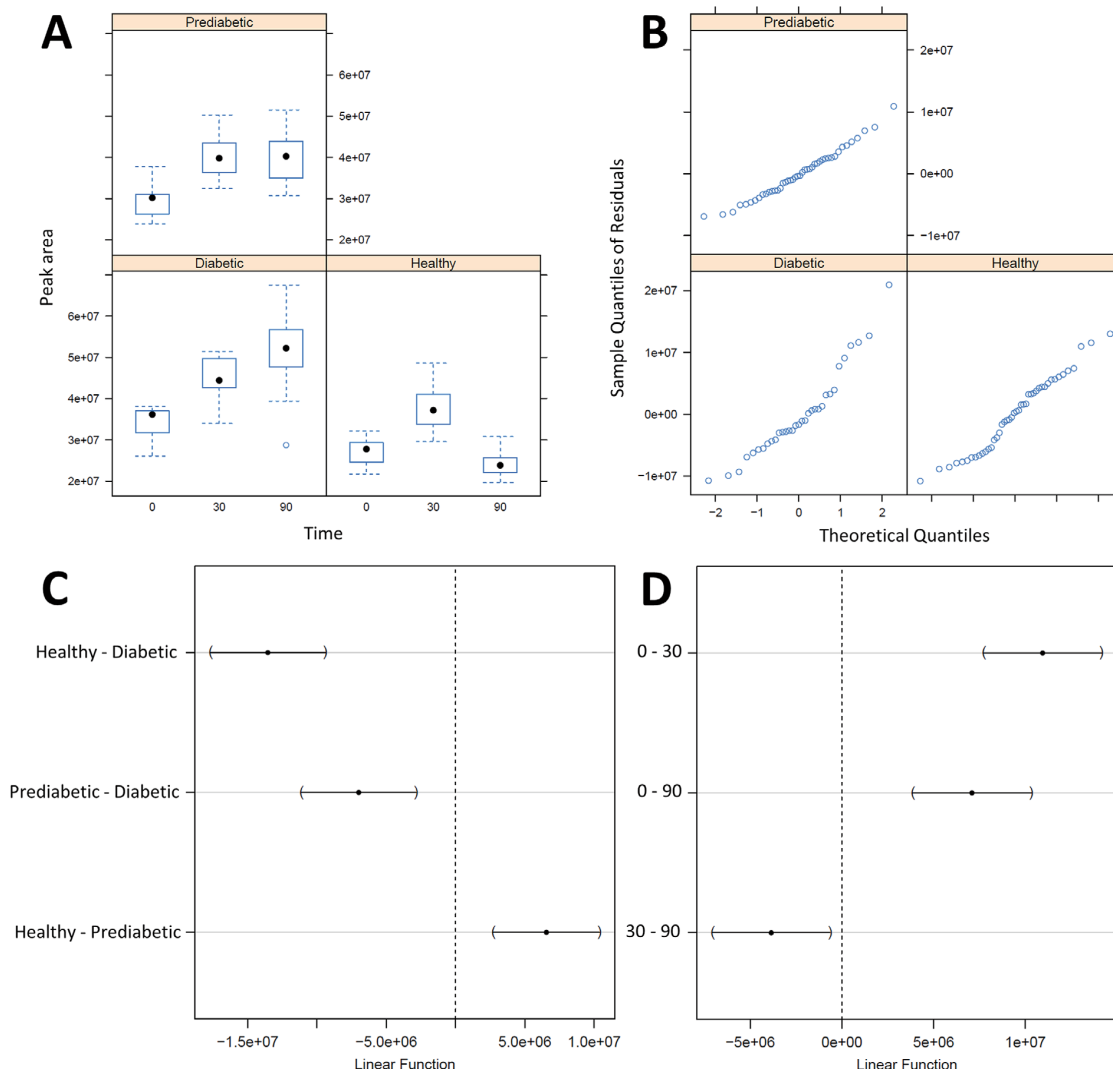 A
Prediabetic
6e+07
5e+07
4e+07
3e+07
2e+07
Peak area
Diabetic
Healthy
6e+07
5e+07
4e+07
3e+07
2e+07
0
30
90
0
30
90
Time
B
Prediabetic
2e+07
1e+07
0e+00
−1e+07
Sample Quantiles of Residuals
Diabetic
Healthy
2e+07
1e+07
0e+00
−1e+07
−2
−1
0
1
2
Theoretical Quantiles
C
Healthy - Diabetic
Prediabetic - Diabetic
Healthy - Prediabetic
−1.5e+07
−5.0e+06
5.0e+06
1.0e+07
Linear Function
D
0 - 30
0 - 90
30 - 90
−5e+06
0e+00
5e+06
1e+07
Linear Function